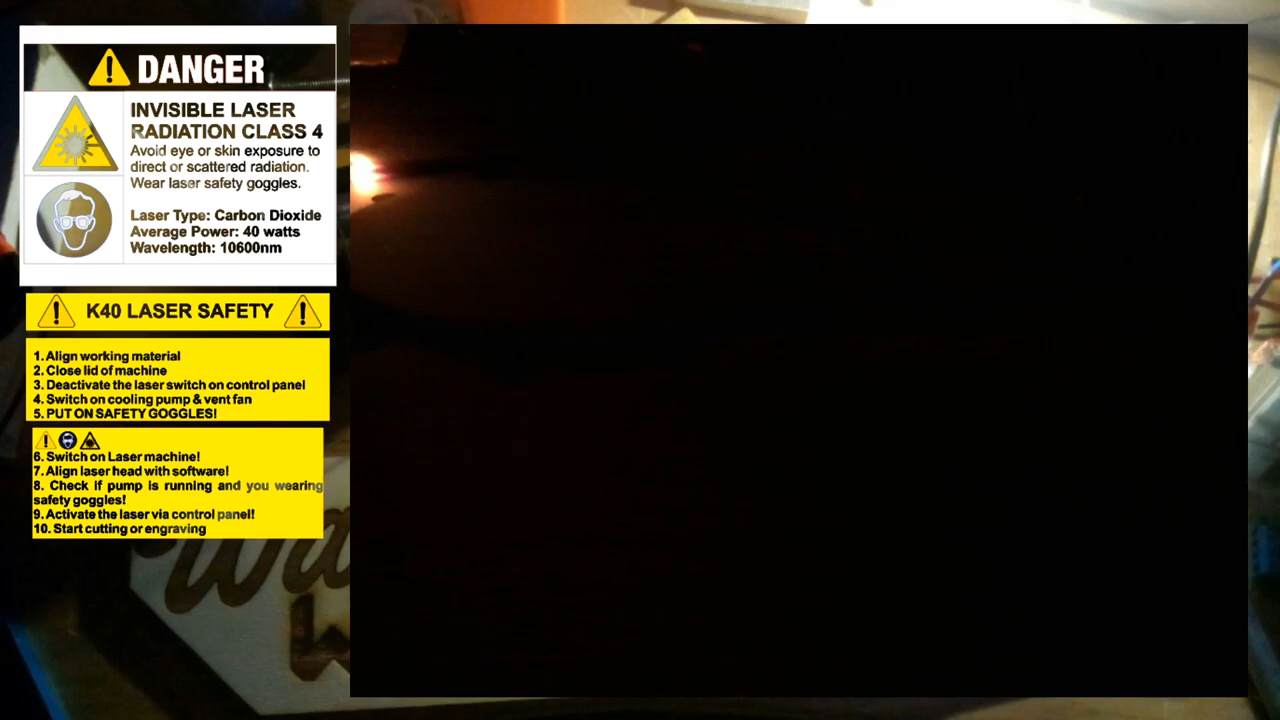 DANGER
INVISIBLE LASER
RADIATION CLASS 4
Avoid eye or skin exposure to
direct or scattered radiation.
Wear laser safety goggles.
Laser Type: Carbon Dioxide
Average Power: 40 watts
Wavelength: 10600nm
K40 LASER SAFETY
1. Align working material
2. Close lid of machine
3. Deactivate the laser switch on control panel
4. Switch on cooling pump & vent fan
5. PUT ON SAFETY GOGGLES!
6. Switch on Laser machine!
7. Align laser head with software!
8. Check if pump is running and you wearing
safety goggles!
9. Activate the laser via control panel!
10. Start cutting or engraving